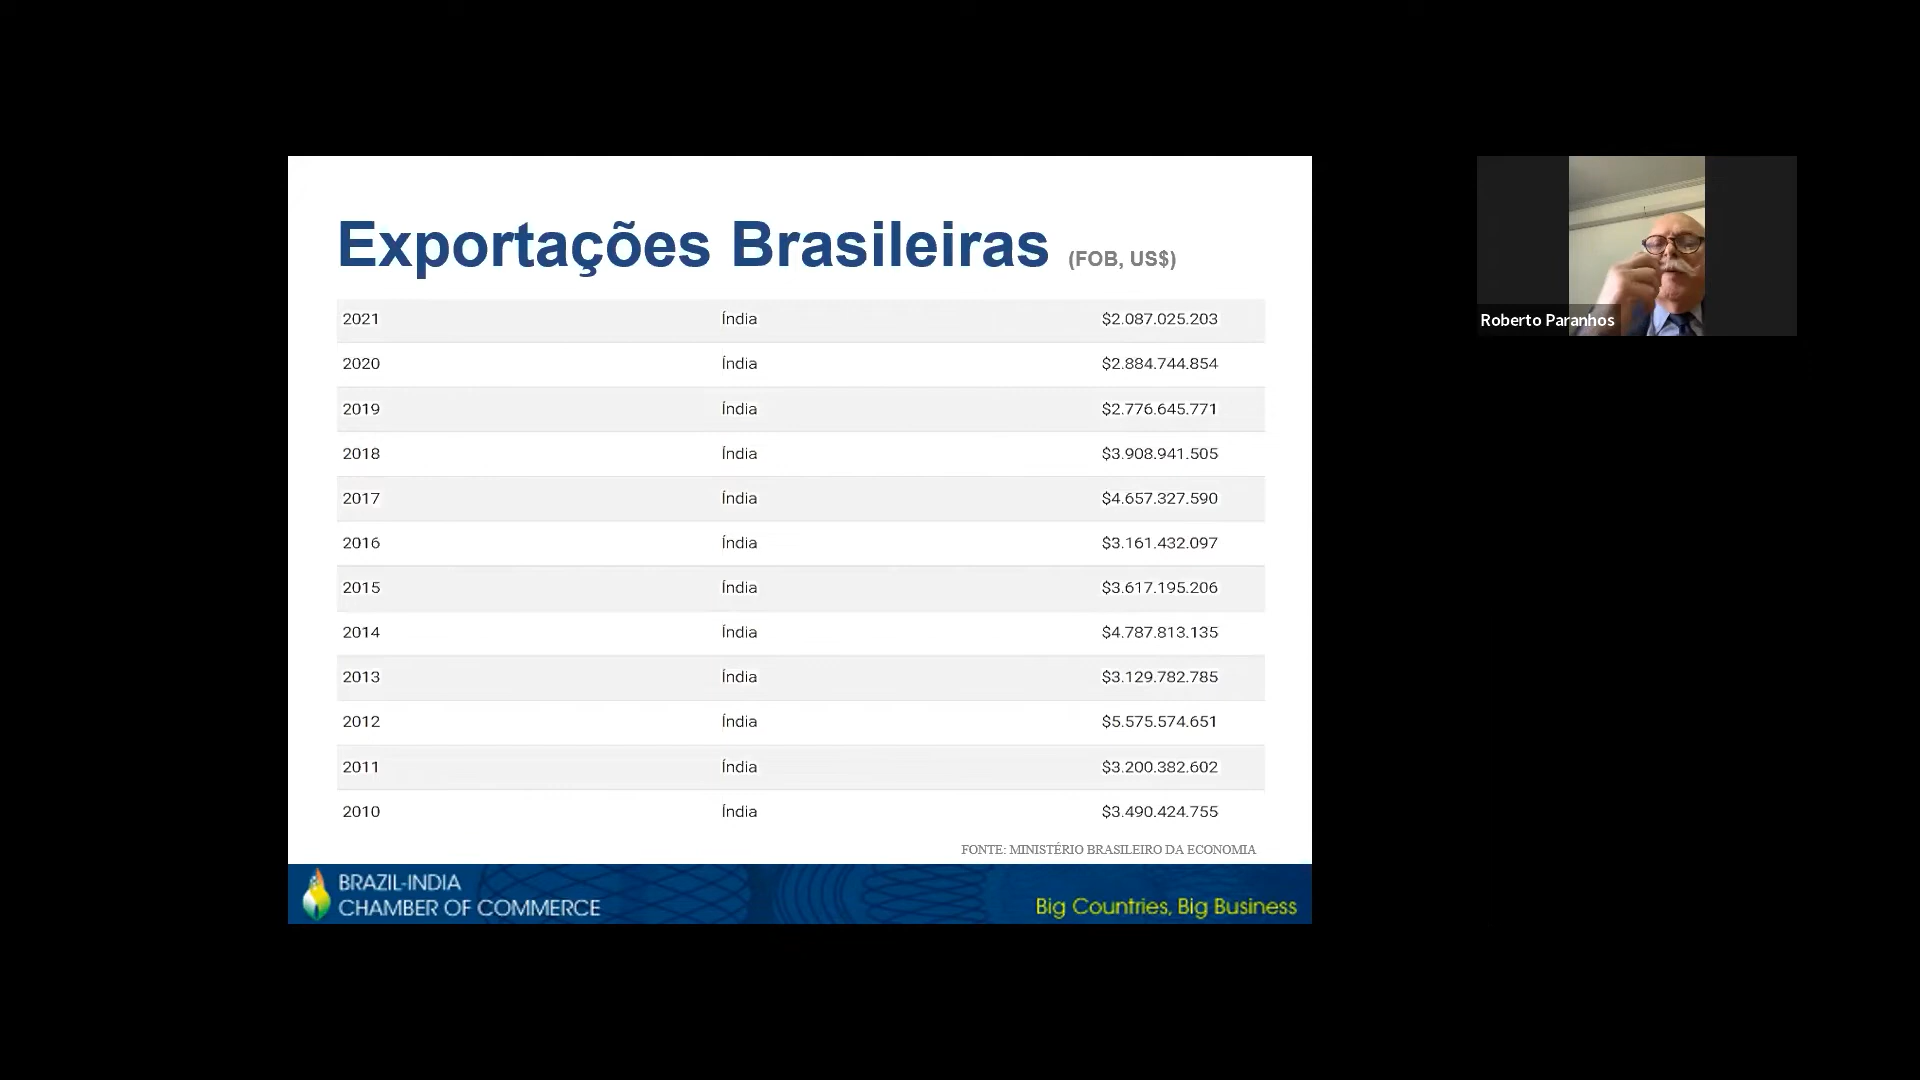 Exportações Brasileiras (FOB, US$)
2021 Índia $2.087.025.203
2020 Índia $2.884.744.854
2019 Índia $2.776.645.771
2018 Índia $3.908.941.505
2017 Índia $4.657.327.590
2016 Índia $3.161.432.097
2015 Índia $3.617.195.206
2014 Índia $4.787.813.135
2013 Índia $3.129.782.785
2012 Índia $5.575.574.651
2011 Índia $3.200.382.602
2010 Índia $3.490.424.755
FONTE: MINISTÉRIO BRASILEIRO DA ECONOMIA
BRAZIL-INDIA
CHAMBER OF COMMERCE
Big Countries, Big Business
Roberto Paranhos